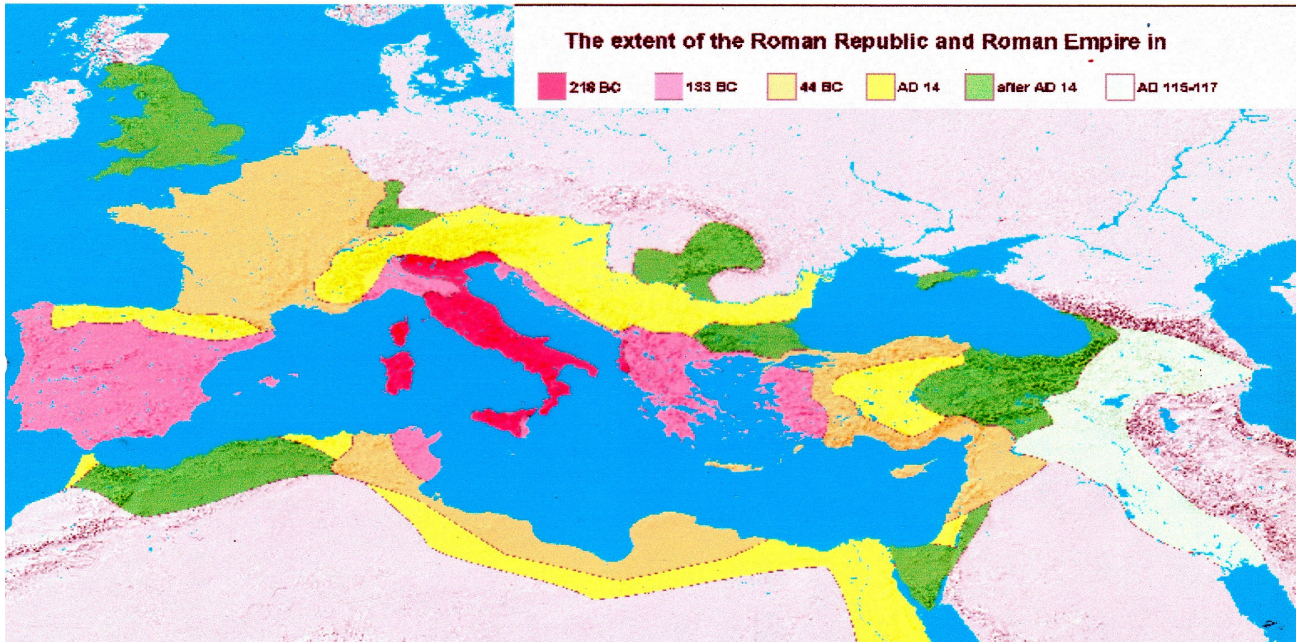 The extent of the Roman Republic and Roman Empire in
218 BC 133 BC 44 BC AD 14 after AD 14 AD 115-117